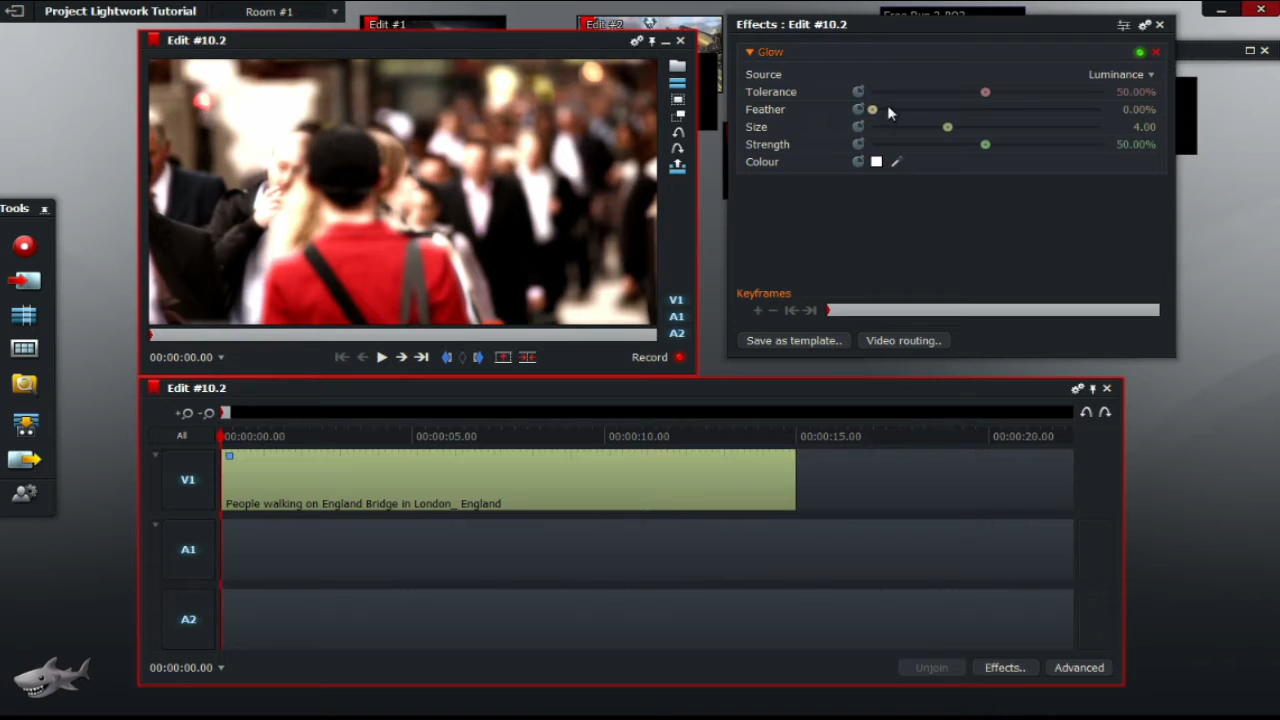 Project Lightwork Tutorial
Room #1
Edit #1
Edit #2
Edit #10.2
V1
A1
A2
00:00:00.00
Record
Effects : Edit #10.2
Glow
Source
Luminance
Tolerance
50.00%
Feather
0.00%
Size
4.00
Strength
50.00%
Colour
Keyframes
Save as template..
Video routing..
Tools
Edit #10.2
All
00:00:00.00
00:00:05.00
00:00:10.00
00:00:15.00
00:00:20.00
V1
People walking on England Bridge in London_ England
A1
A2
00:00:00.00
Unjoin
Effects..
Advanced